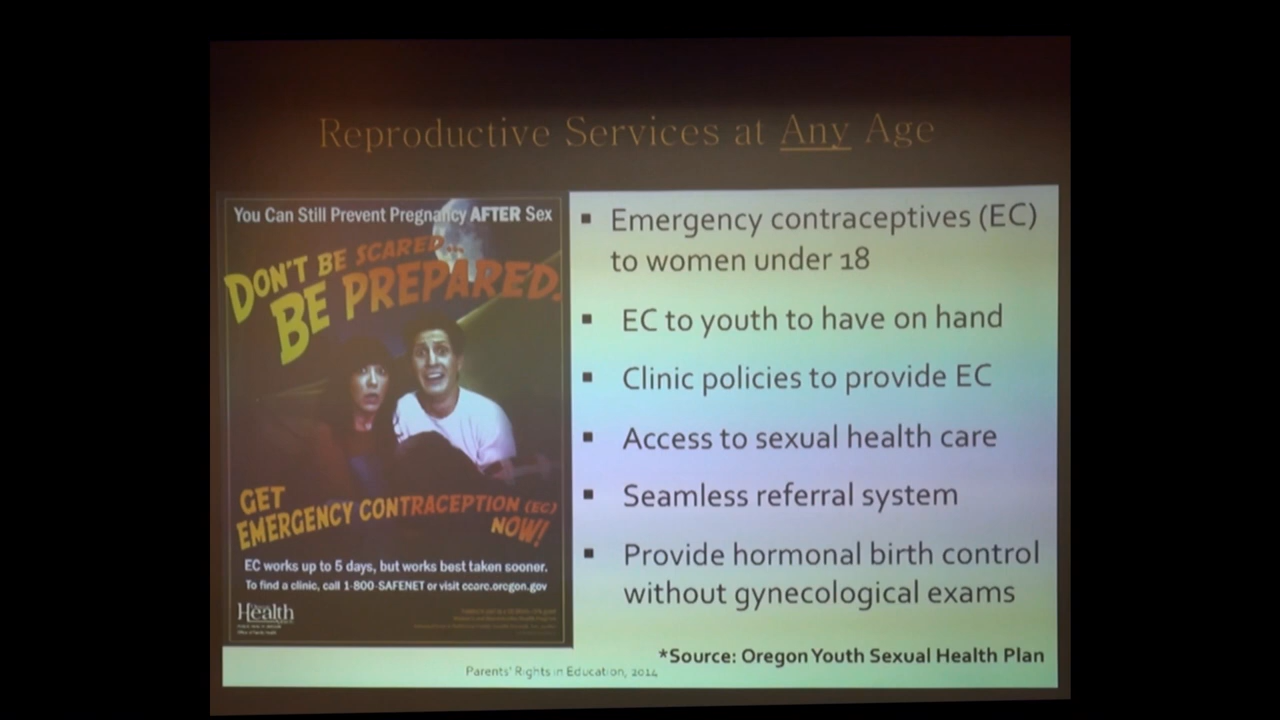 Reproductive Services at Any Age
You Can Still Prevent Pregnancy AFTER Sex
DON'T BE SCARED...
BE PREPARED.
GET
EMERGENCY CONTRACEPTION (EC)
NOW!
EC works up to 5 days, but works best taken sooner.
To find a clinic, call 1-800-SAFENET or visit ccare.oregon.gov
Health
▪ Emergency contraceptives (EC)
to women under 18
▪ EC to youth to have on hand
▪ Clinic policies to provide EC
▪ Access to sexual health care
▪ Seamless referral system
▪ Provide hormonal birth control
without gynecological exams
*Source: Oregon Youth Sexual Health Plan
Parents' Rights in Education, 2014